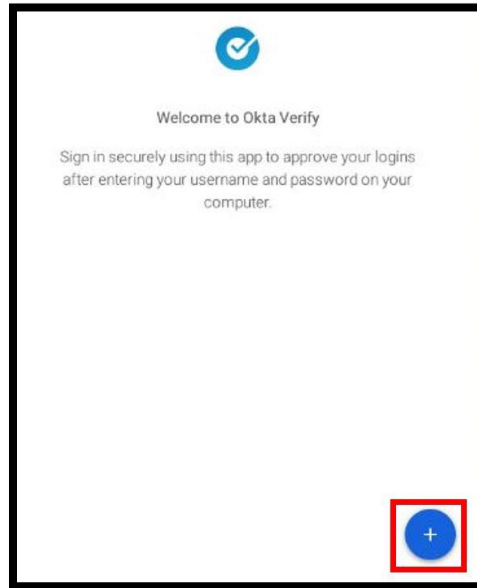 Welcome to Okta Verify
Sign in securely using this app to approve your logins
after entering your username and password on your
computer.
+